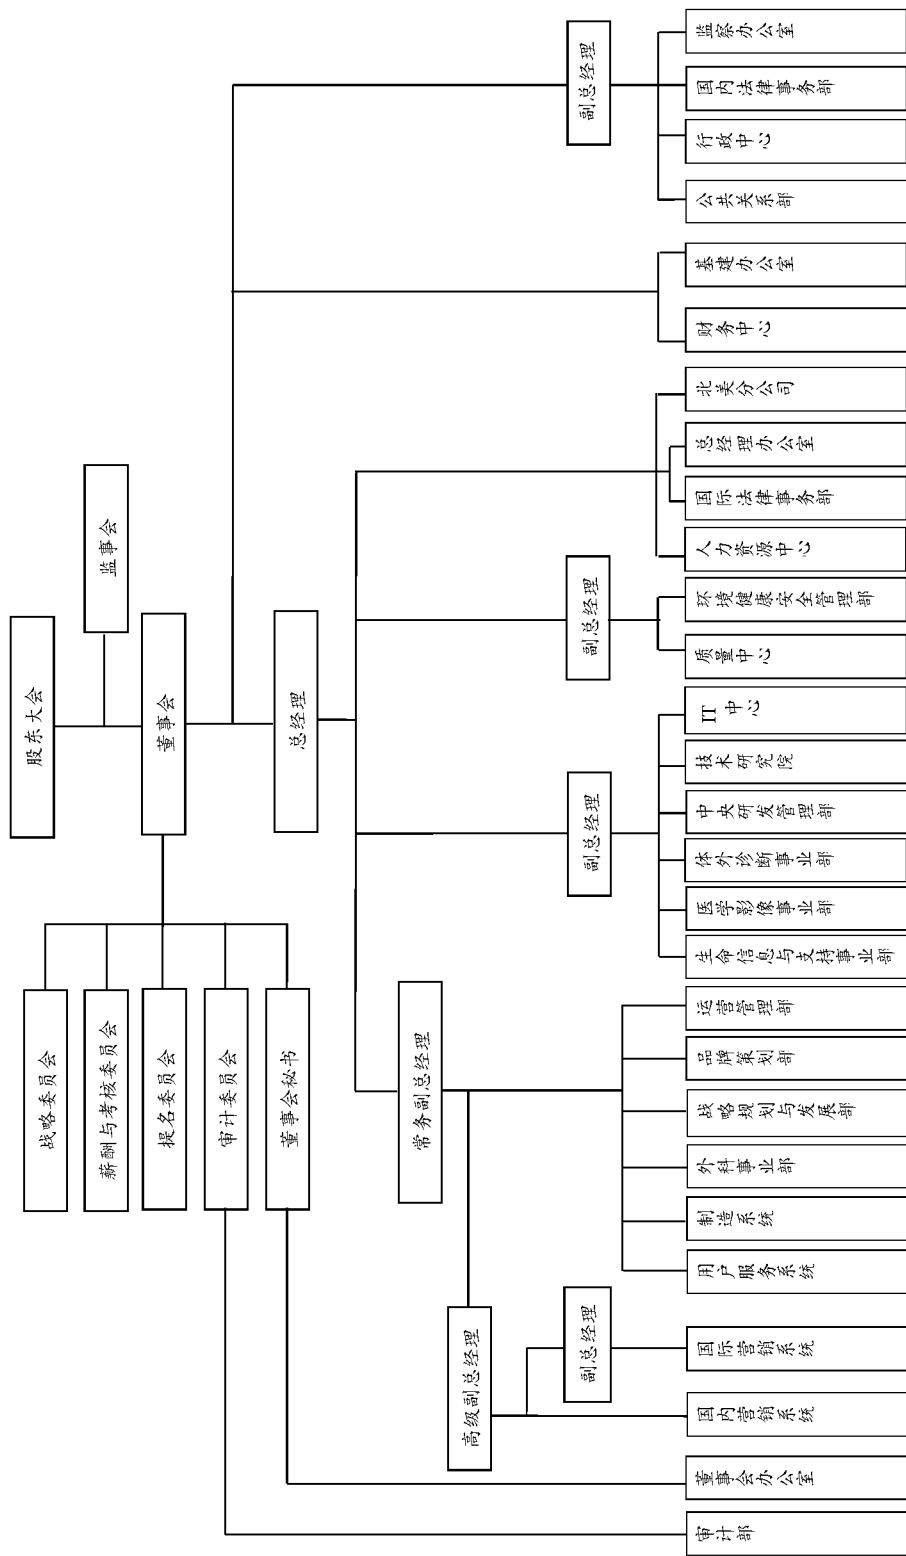 股东大会
监事会
董事会
战略委员会
薪酬与考核委员会
提名委员会
审计委员会
董事会秘书
总经理
常务副总经理
高级副总经理
副总经理
副总经理
副总经理
副总经理
审计部
董事会办公室
国内营销系统
国际营销系统
用户服务系统
制造系统
外科事业部
战略规划与发展部
品牌策划部
运营管理部
生命信息与支持事业部
医学影像事业部
体外诊断事业部
中央研发管理部
技术研究院
IT中心
质量中心
环境健康安全管理部
人力资源中心
国际法律事务部
总经理办公室
北美分公司
财务中心
基建办公室
公共关系部
行政中心
国内法律事务部
监察办公室